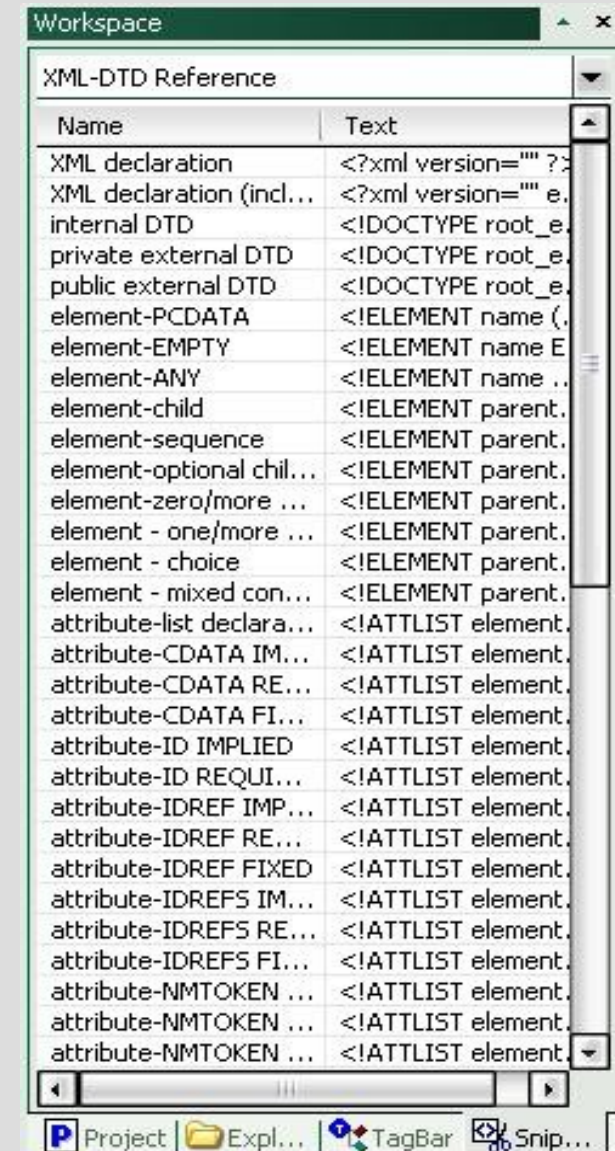 Workspace
XML-DTD Reference
Name Text
XML declaration <?xml version="" ?>
XML declaration (incl... <?xml version="" e.
internal DTD <!DOCTYPE root_e.
private external DTD <!DOCTYPE root_e.
public external DTD <!DOCTYPE root_e.
element-PCDATA <!ELEMENT name (.
element-EMPTY <!ELEMENT name E
element-ANY <!ELEMENT name ..
element-child <!ELEMENT parent.
element-sequence <!ELEMENT parent.
element-optional chil... <!ELEMENT parent.
element-zero/more ... <!ELEMENT parent.
element - one/more ... <!ELEMENT parent.
element - choice <!ELEMENT parent.
element - mixed con... <!ELEMENT parent.
attribute-list declara... <!ATTLIST element.
attribute-CDATA IM... <!ATTLIST element.
attribute-CDATA RE... <!ATTLIST element.
attribute-CDATA FI... <!ATTLIST element.
attribute-ID IMPLIED <!ATTLIST element.
attribute-ID REQUI... <!ATTLIST element.
attribute-IDREF IMP... <!ATTLIST element.
attribute-IDREF RE... <!ATTLIST element.
attribute-IDREF FIXED <!ATTLIST element.
attribute-IDREFS IM... <!ATTLIST element.
attribute-IDREFS RE... <!ATTLIST element.
attribute-IDREFS FI... <!ATTLIST element.
attribute-NMTOKEN ... <!ATTLIST element.
attribute-NMTOKEN ... <!ATTLIST element.
attribute-NMTOKEN ... <!ATTLIST element.
P Project Expl... TagBar Snip...